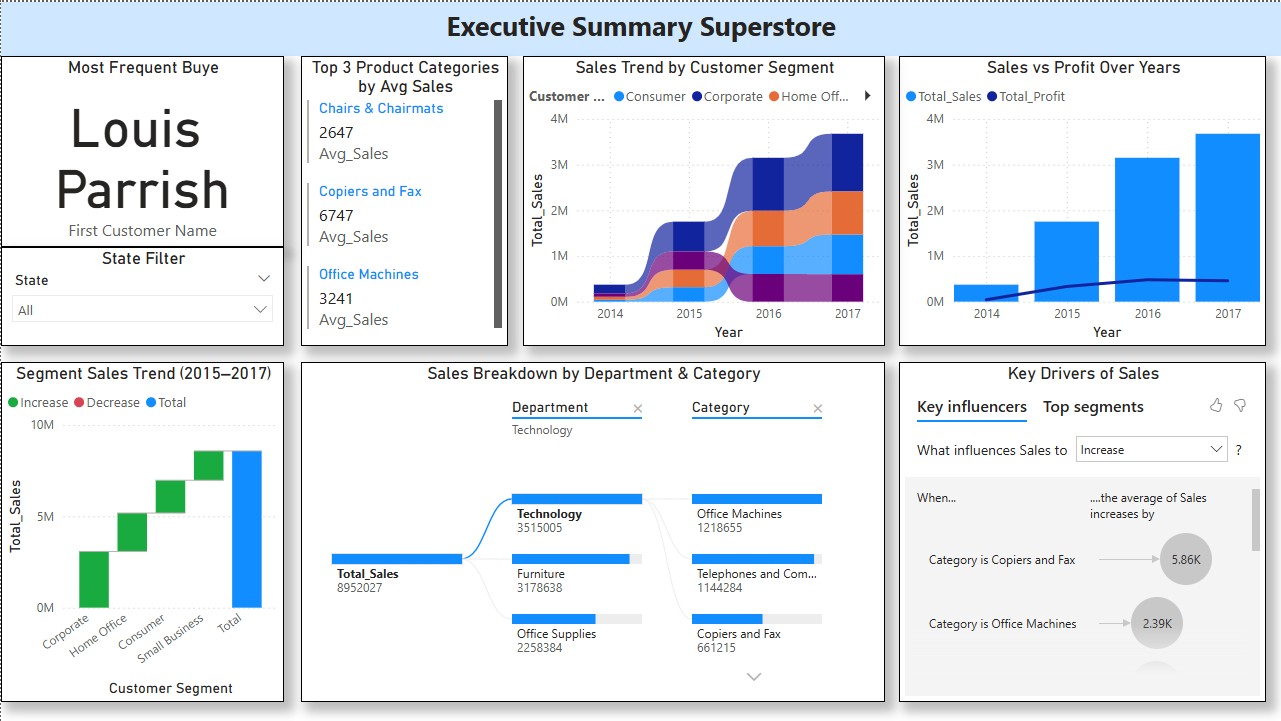 Executive Summary Superstore
Most Frequent Buye
Louis
Parrish
First Customer Name
State Filter
State
All
Top 3 Product Categories
by Avg Sales
Chairs & Chairmats
2647
Avg_Sales
Copiers and Fax
6747
Avg_Sales
Office Machines
3241
Avg_Sales
Sales Trend by Customer Segment
Customer ... Consumer Corporate Home Off...
4M
3M
2M
1M
0M
Total_Sales
2014 2015 2016 2017
Year
Sales vs Profit Over Years
Total_Sales Total_Profit
4M
3M
2M
1M
0M
Total_Sales
2014 2015 2016 2017
Year
Segment Sales Trend (2015–2017)
Increase Decrease Total
10M
5M
0M
Total_Sales
Corporate Home Office Consumer Small Business Total
Customer Segment
Sales Breakdown by Department & Category
Department Category
Technology
Total_Sales
8952027
Technology
3515005
Furniture
3178638
Office Supplies
2258384
Office Machines
1218655
Telephones and Com...
1144284
Copiers and Fax
661215
Key Drivers of Sales
Key influencers Top segments
What influences Sales to Increase ?
When...
....the average of Sales
increases by
Category is Copiers and Fax 5.86K
Category is Office Machines 2.39K